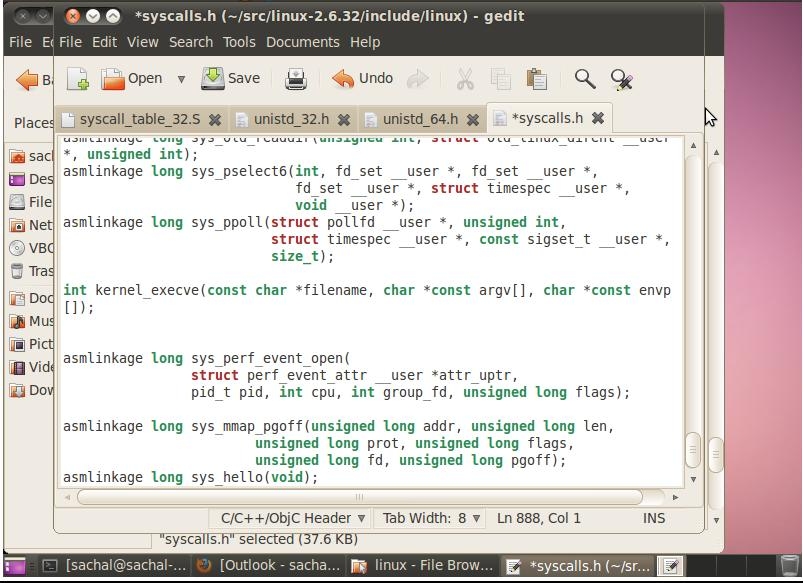 *syscalls.h (~/src/linux-2.6.32/include/linux) - gedit
File Ed File Edit View Search Tools Documents Help
Ba Open Save Undo
Places
syscall_table_32.S unistd_32.h unistd_64.h *syscalls.h
asmlinkage long sys_old_readdir(unsigned int, struct old_linux_dirent __user
*, unsigned int);
asmlinkage long sys_pselect6(int, fd_set __user *, fd_set __user *,
fd_set __user *, struct timespec __user *,
void __user *);
asmlinkage long sys_ppoll(struct pollfd __user *, unsigned int,
struct timespec __user *, const sigset_t __user *,
size_t);
int kernel_execve(const char *filename, char *const argv[], char *const envp
[]);
asmlinkage long sys_perf_event_open(
struct perf_event_attr __user *attr_uptr,
pid_t pid, int cpu, int group_fd, unsigned long flags);
asmlinkage long sys_mmap_pgoff(unsigned long addr, unsigned long len,
unsigned long prot, unsigned long flags,
unsigned long fd, unsigned long pgoff);
asmlinkage long sys_hello(void);
sacl
Des
File
Net
VBC
Tras
Doc
Mus
Pict
Vide
Dow
C/C++/ObjC Header Tab Width: 8 Ln 888, Col 1 INS
"syscalls.h" selected (37.6 KB)
[sachal@sachal-... [Outlook - sacha... linux - File Brow... *syscalls.h (~/sr...